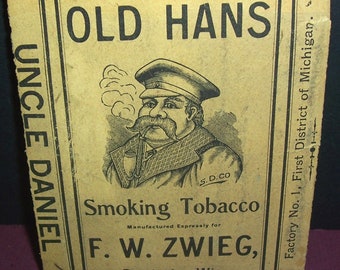 OLD HANS
S.D.CO
Smoking Tobacco
Manufactured Expressly for
F. W. ZWIEG,
UNCLE DANIEL
Factory No. 1, First District of Michigan.